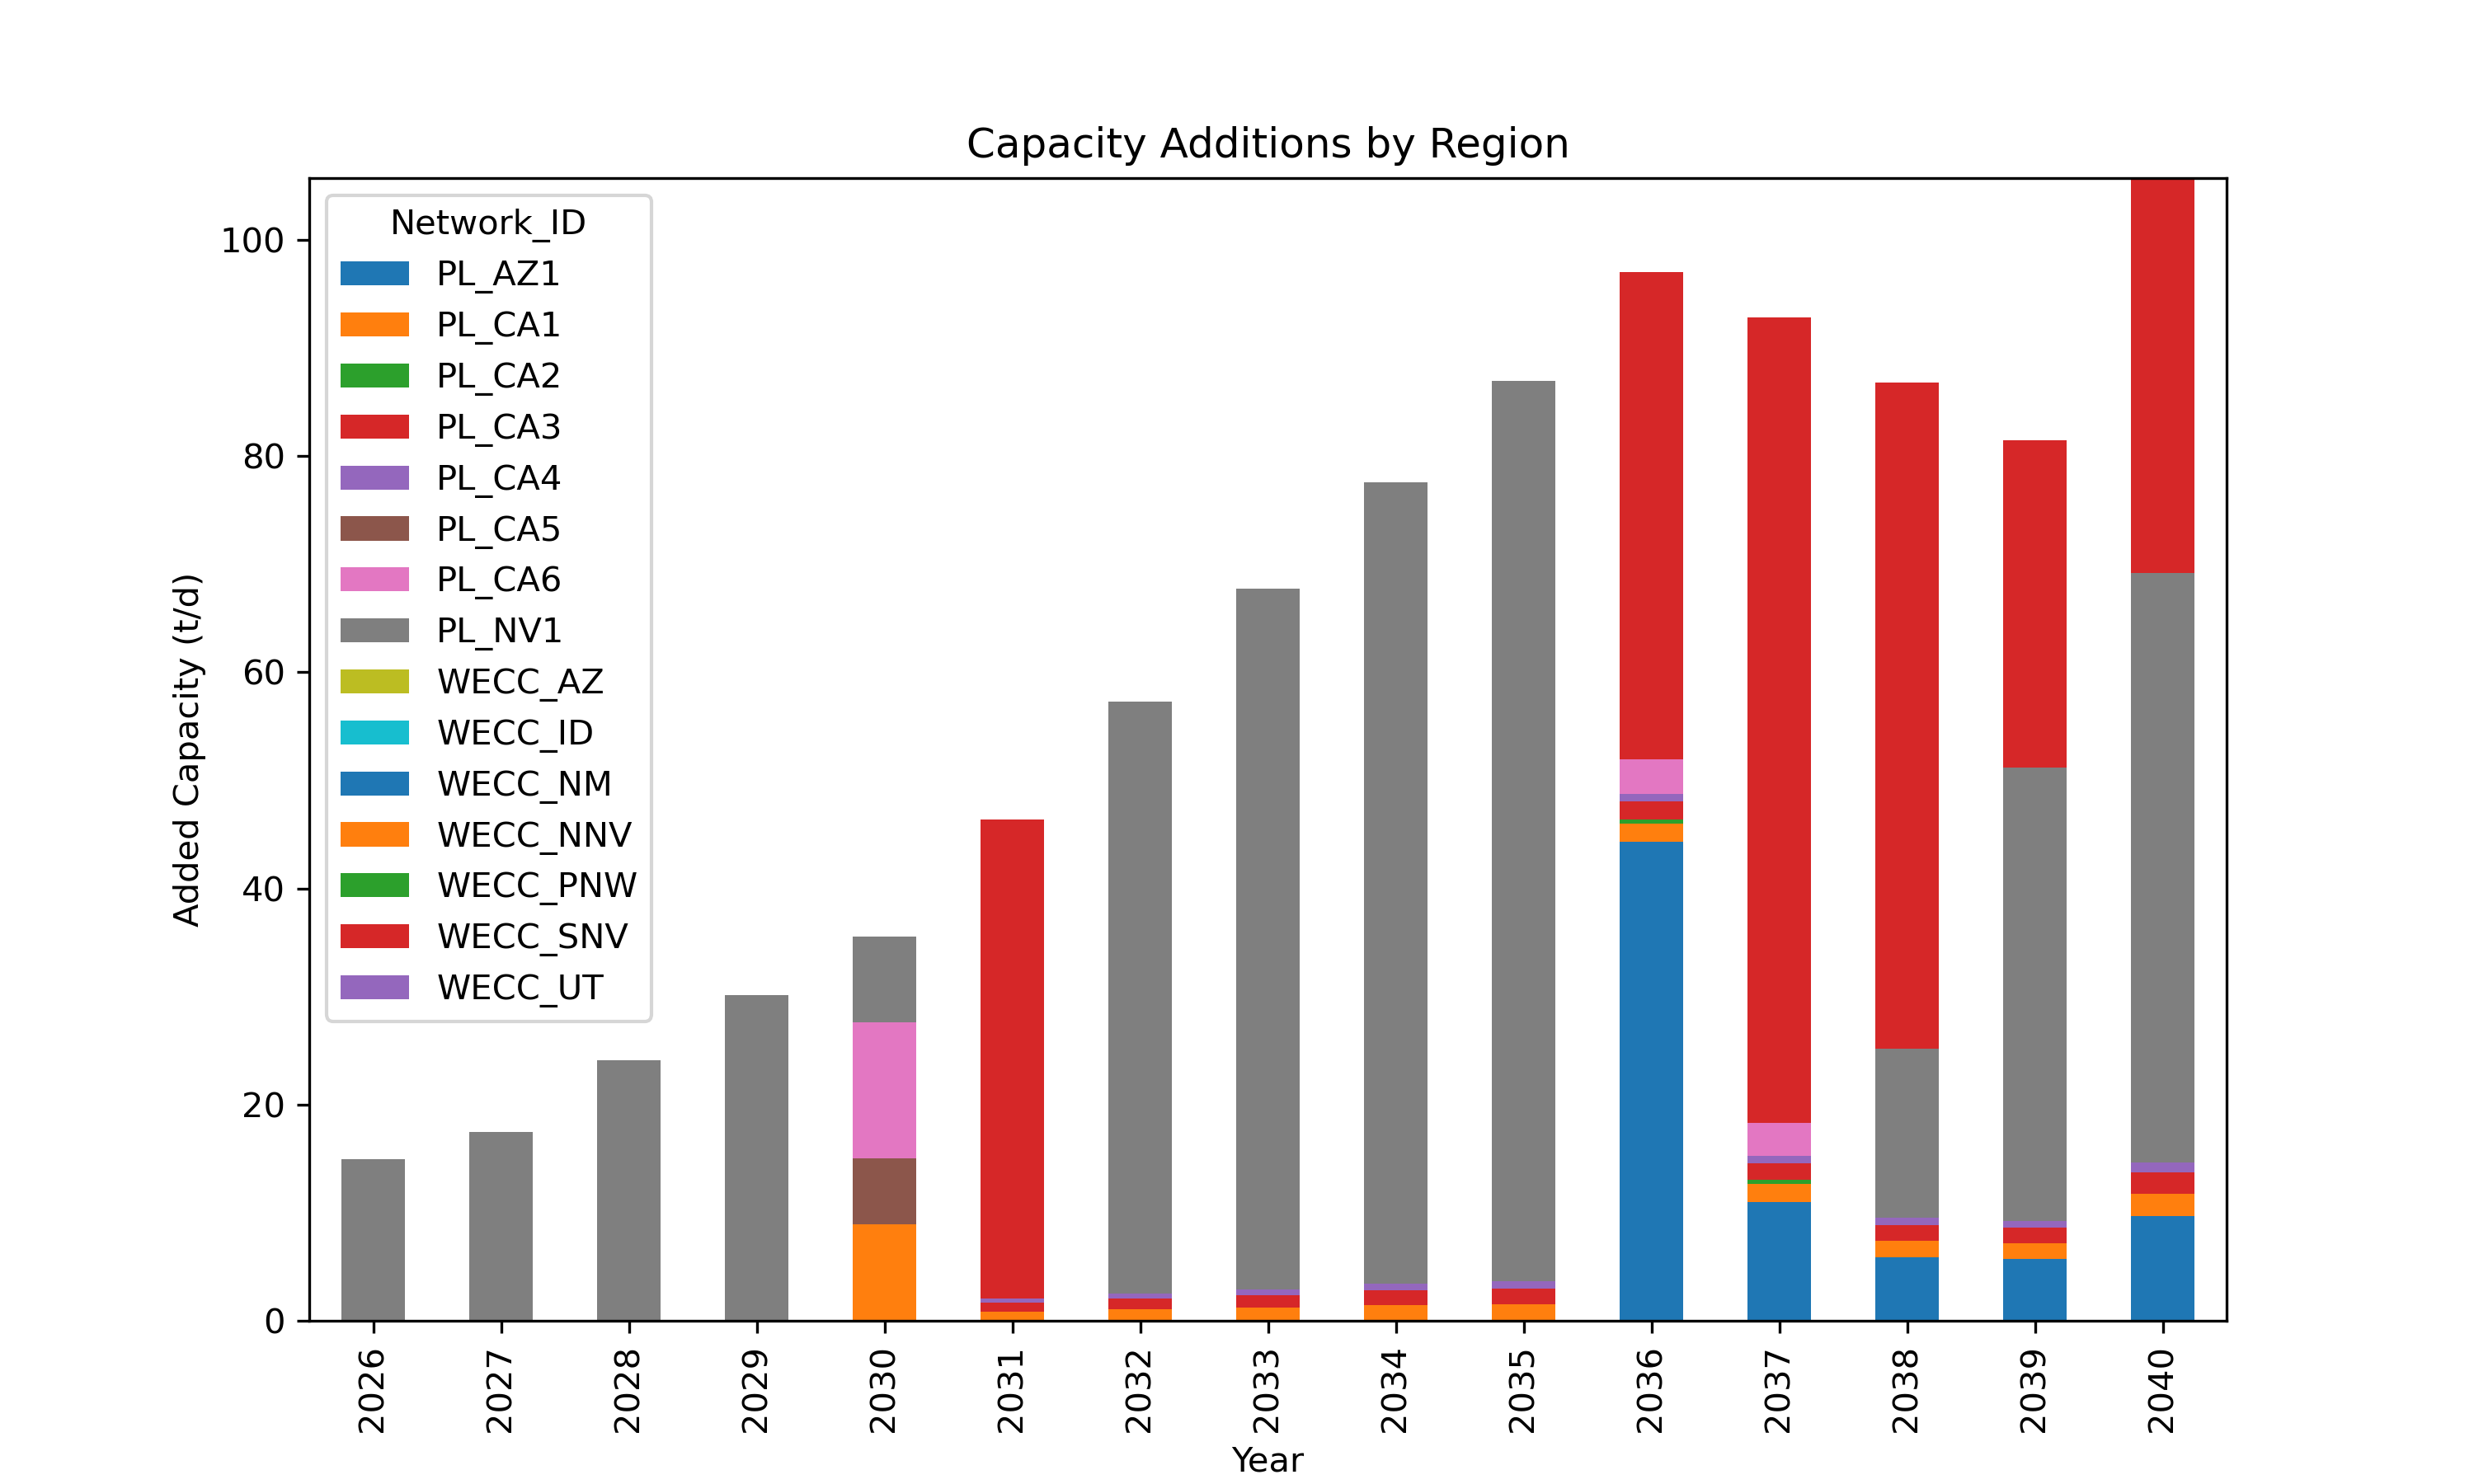 Capacity Additions by Region
Network_ID
PL_AZ1
PL_CA1
PL_CA2
PL_CA3
PL_CA4
PL_CA5
PL_CA6
PL_NV1
WECC_AZ
WECC_ID
WECC_NM
WECC_NNV
WECC_PNW
WECC_SNV
WECC_UT
Added Capacity (t/d)
100
80
60
40
20
0
2026
2027
2028
2029
2030
2031
2032
2033
2034
2035
2036
2037
2038
2039
2040
Year